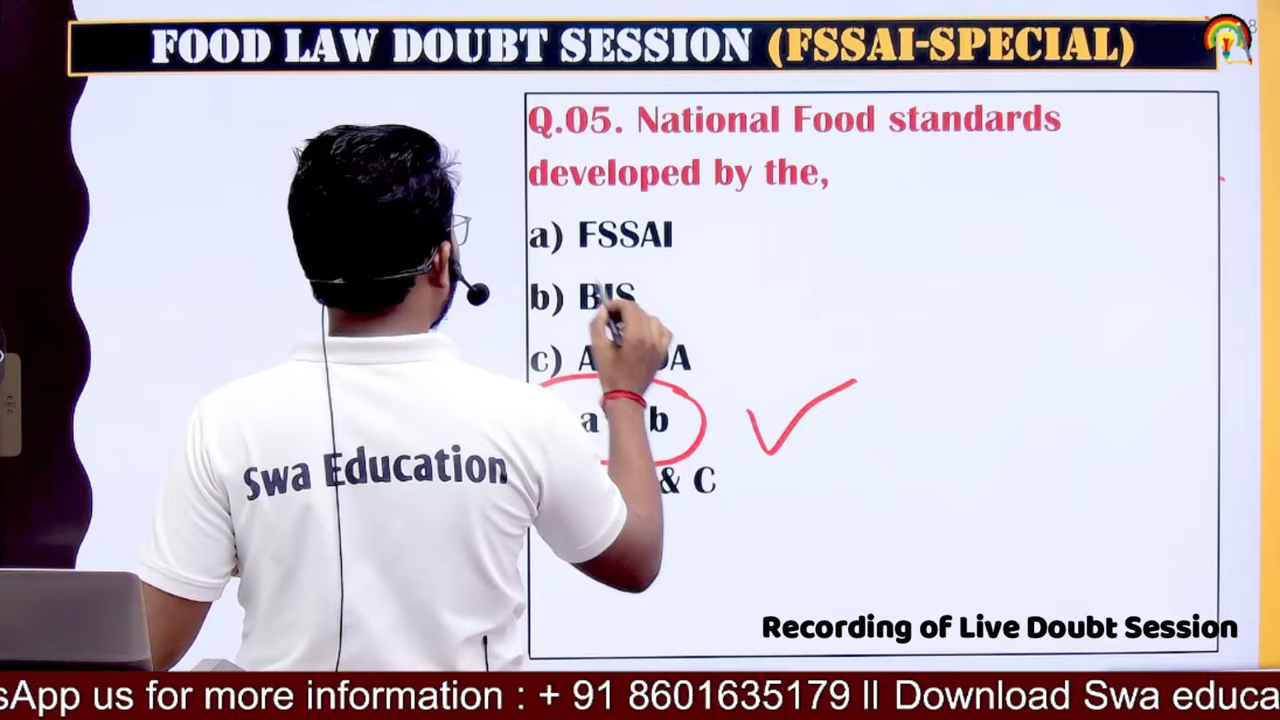 FOOD LAW DOUBT SESSION (FSSAI-SPECIAL)
Q.05. National Food standards
developed by the,
a) FSSAI
b) BIS
c) A A
a b
& C
Swa Education
Recording of Live Doubt Session
sApp us for more information : + 91 8601635179 ll Download Swa educa